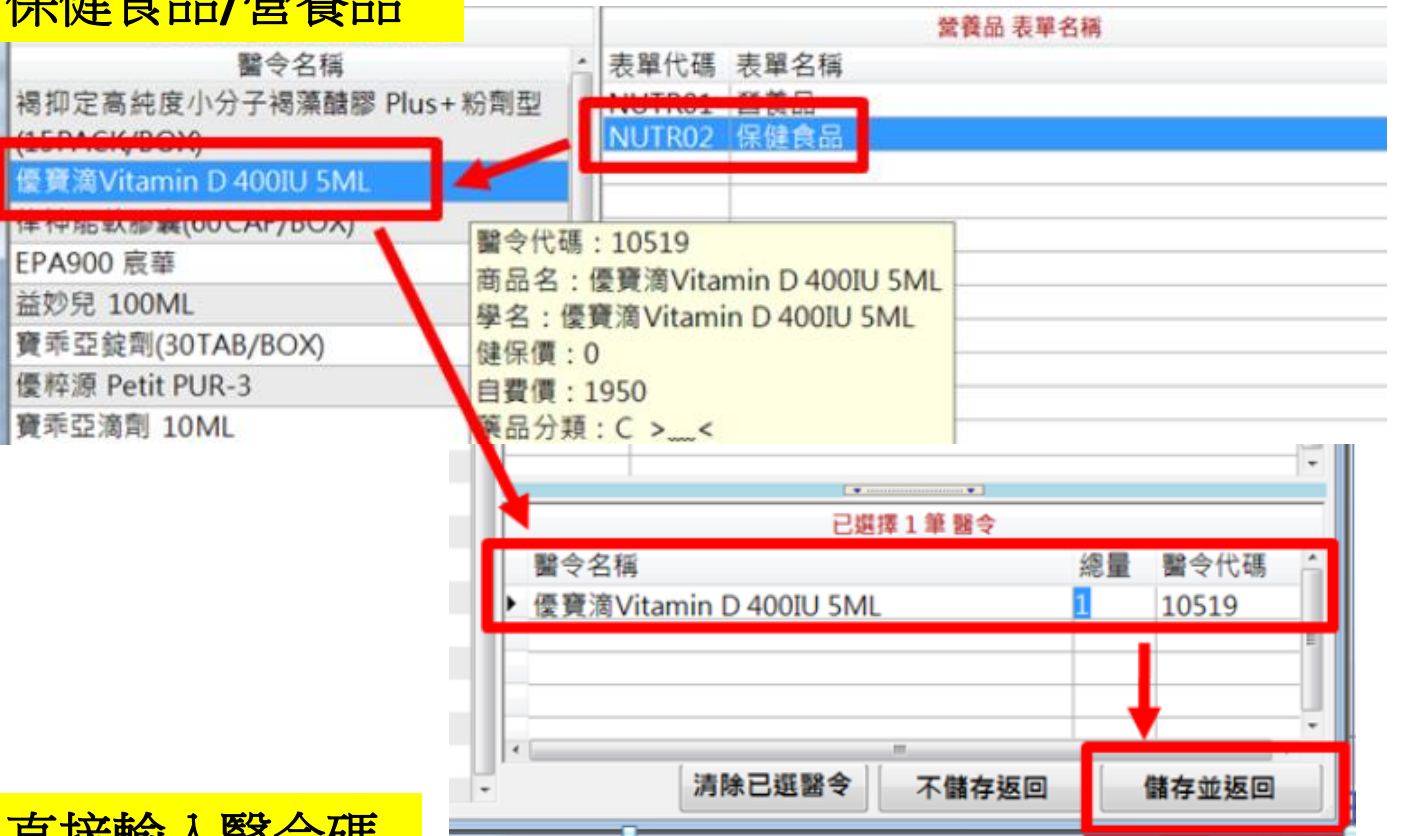 保健食品/營養品
醫令名稱
褐抑定高純度小分子褐藻醣膠 Plus+粉劑型
(15PACK/BOX)
優寶滴Vitamin D 400IU 5ML
(60CAP/BOX)
EPA900 宸華
益妙兒 100ML
寶乖亞錠劑(30TAB/BOX)
優粹源 Petit PUR-3
寶乖亞滴劑 10ML
營養品 表單名稱
表單代碼 表單名稱
NUTR01 營養品
NUTR02 保健食品
醫令代碼：10519
商品名：優寶滴Vitamin D 400IU 5ML
學名：優寶滴Vitamin D 400IU 5ML
健保價：0
自費價：1950
藥品分類：C >﹏<
已選擇 1 筆 醫令
醫令名稱 總量 醫令代碼
優寶滴Vitamin D 400IU 5ML 1 10519
清除已選醫令 不儲存返回 儲存並返回
直接輸入醫令碼